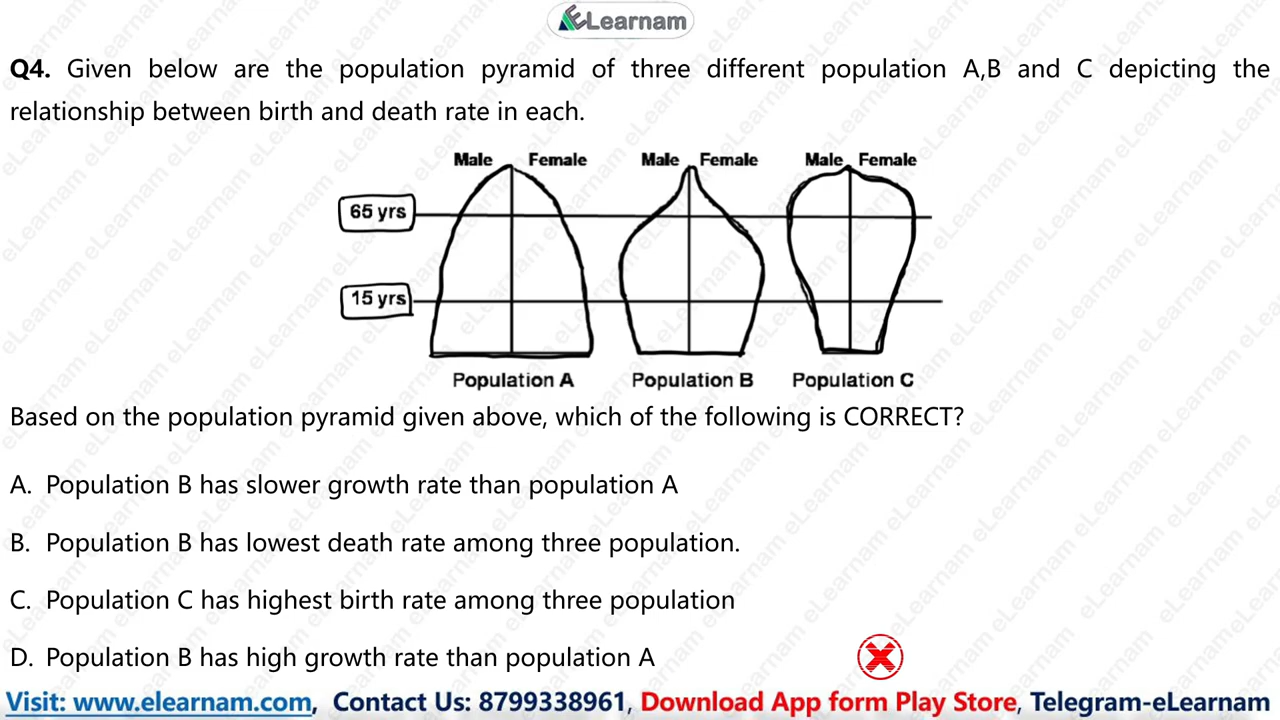 eLearnam
Q4. Given below are the population pyramid of three different population A,B and C depicting the
relationship between birth and death rate in each.
Male Female Male Female Male Female
65 yrs
15 yrs
Population A Population B Population C
Based on the population pyramid given above, which of the following is CORRECT?
A. Population B has slower growth rate than population A
B. Population B has lowest death rate among three population.
C. Population C has highest birth rate among three population
D. Population B has high growth rate than population A
Visit: www.elearnam.com, Contact Us: 8799338961, Download App form Play Store, Telegram-eLearnam